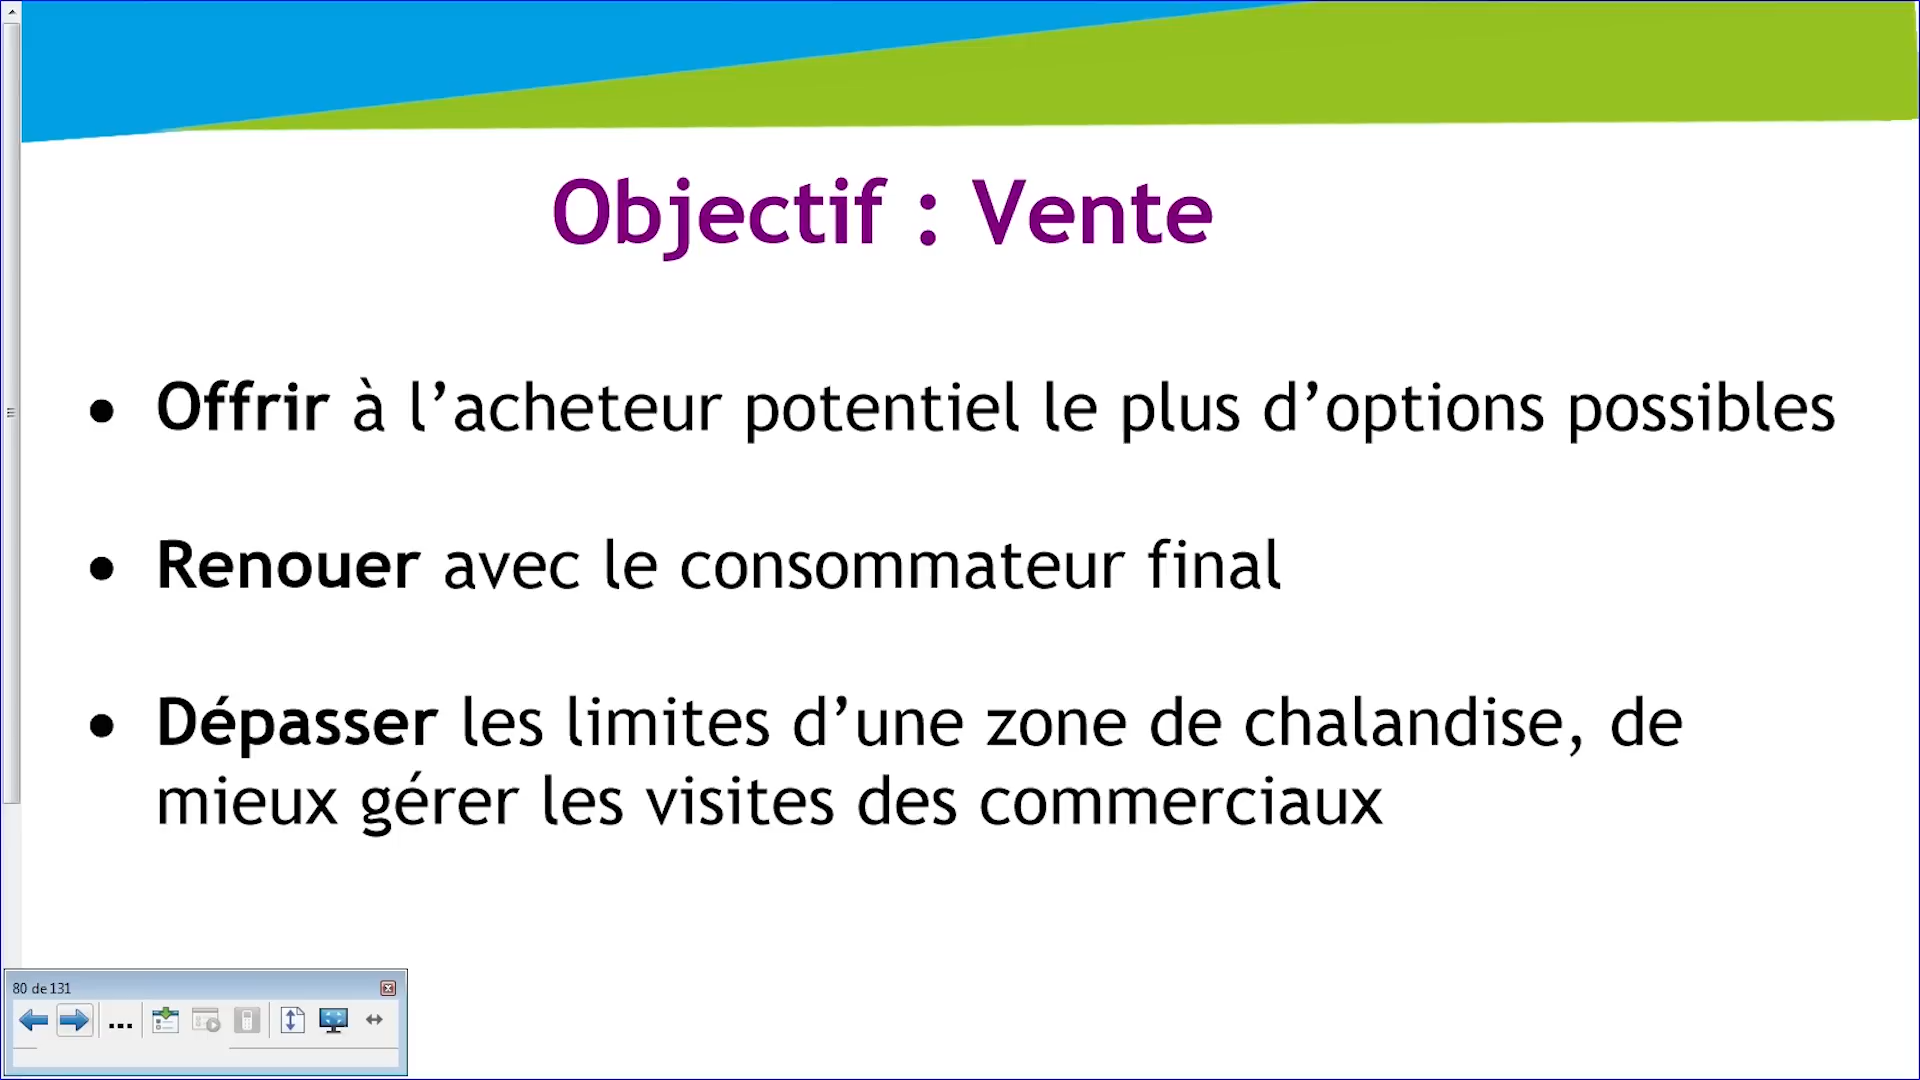 Objectif : Vente
• Offrir à l’acheteur potentiel le plus d’options possibles
• Renouer avec le consommateur final
• Dépasser les limites d’une zone de chalandise, de
mieux gérer les visites des commerciaux
80 de 131